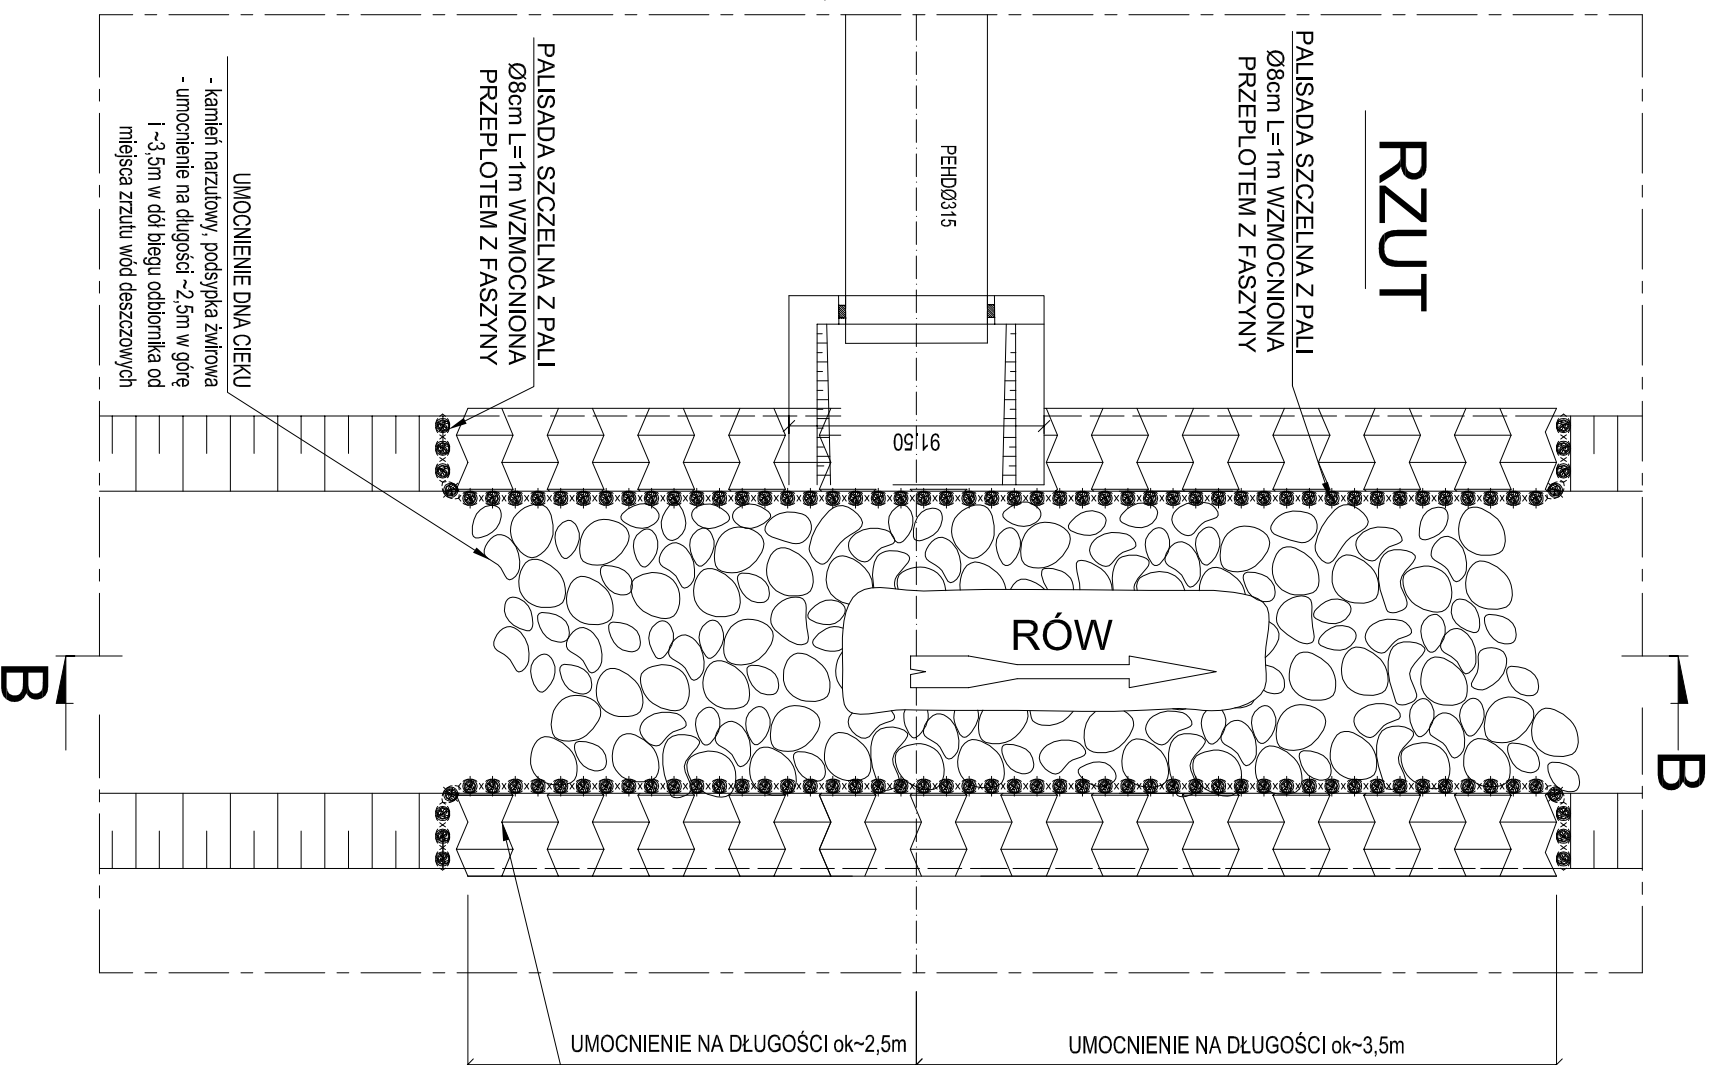 RZUT
PALISADA SZCZELNA Z PALI
Ø8cm L=1m WZMOCNIONA
PRZEPLOTEM Z FASZYNY
PEHDØ315
PALISADA SZCZELNA Z PALI
Ø8cm L=1m WZMOCNIONA
PRZEPLOTEM Z FASZYNY
UMOCNIENIE DNA CIEKU
- kamień narzutowy, podsypka żwirowa
- umocnienie na długości ~2,5m w górę
i ~3,5m w dół biegu odbiornika od
miejsca zrzutu wód deszczowych
91.50
RÓW
B
B
UMOCNIENIE NA DŁUGOŚCI ok~2,5m
UMOCNIENIE NA DŁUGOŚCI ok~3,5m